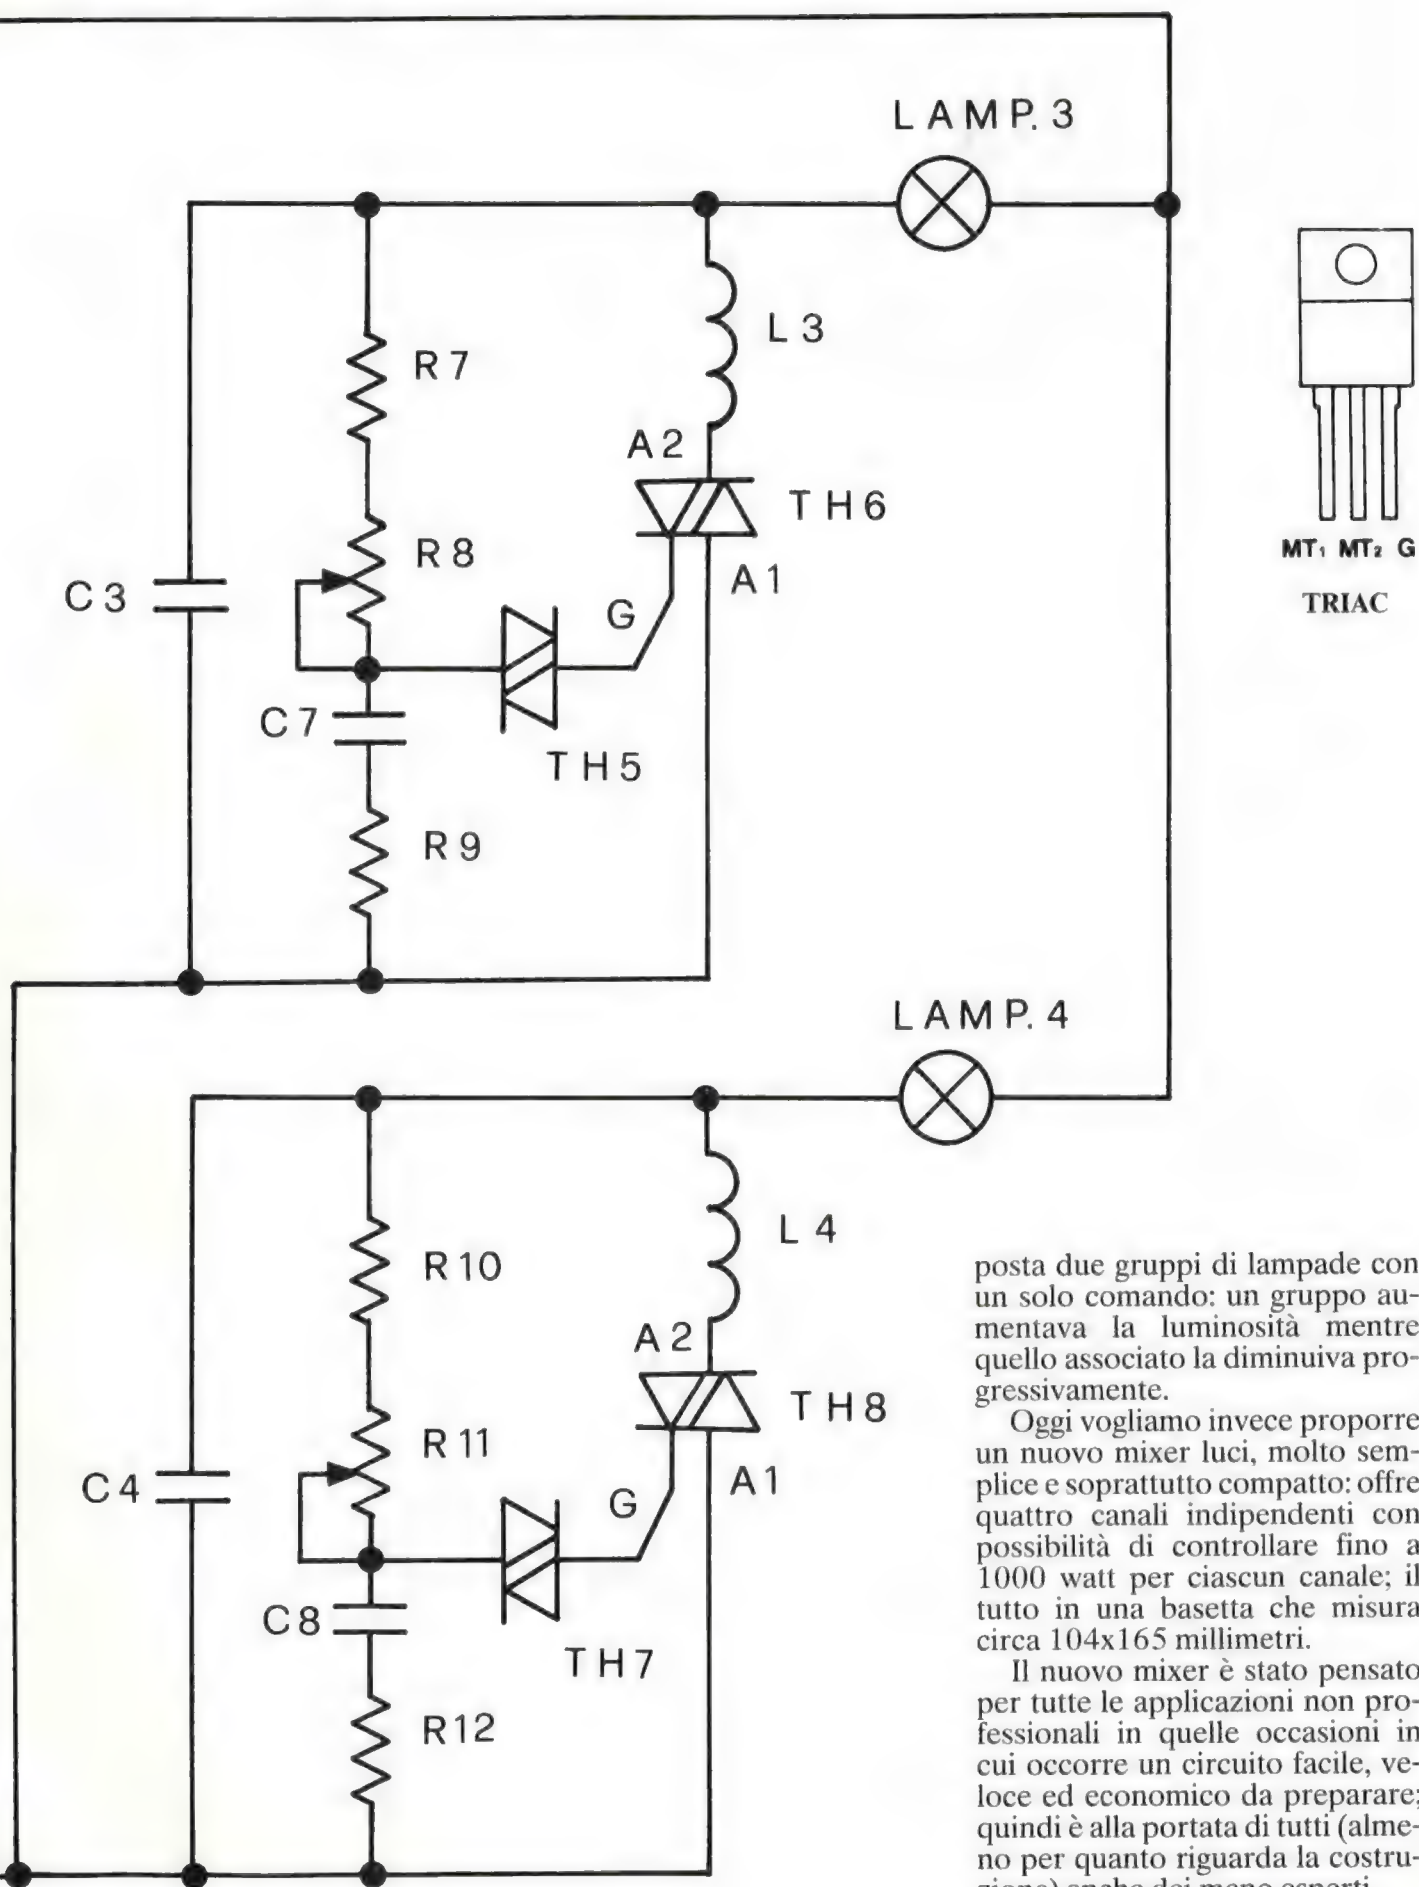 LAMP. 3
L3
R7
A2
TH6
R8
C3
A1
G
MT1 MT2 G
TRIAC
C7
TH5
R9
LAMP. 4
L4
R10
A2
TH8
R11
C4
A1
G
C8
TH7
R12
posta due gruppi di lampade con
un solo comando: un gruppo au-
mentava la luminosità mentre
quello associato la diminuiva pro-
gressivamente.
Oggi vogliamo invece proporre
un nuovo mixer luci, molto sem-
plice e soprattutto compatto: offre
quattro canali indipendenti con
possibilità di controllare fino a
1000 watt per ciascun canale; il
tutto in una basetta che misura
circa 104x165 millimetri.
Il nuovo mixer è stato pensato
per tutte le applicazioni non pro-
fessionali in quelle occasioni in
cui occorre un circuito facile, ve-
loce ed economico da preparare;
quindi è alla portata di tutti (alme-
no per quanto riguarda la costru-